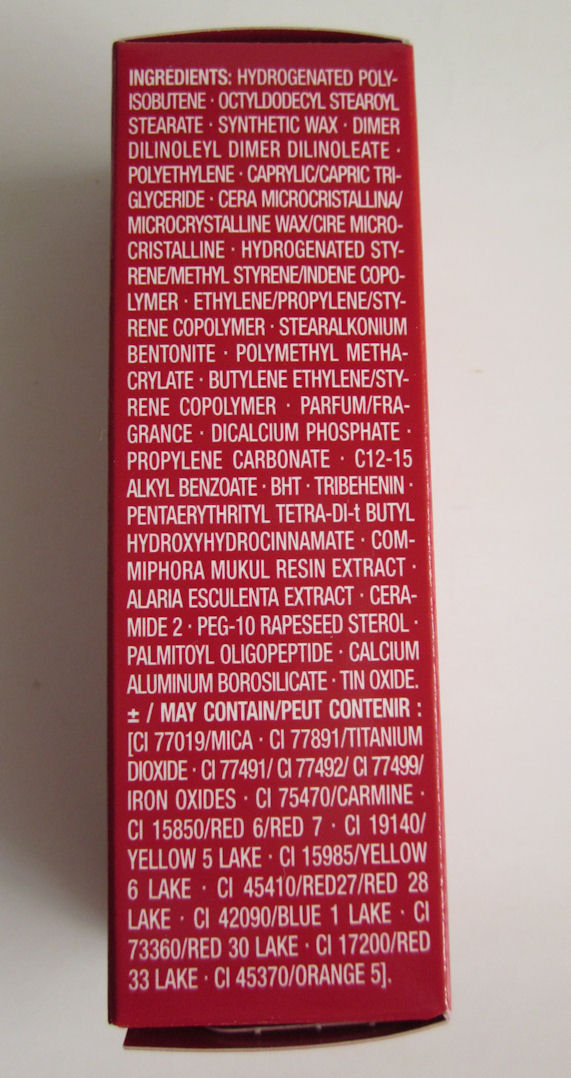 INGREDIENTS: HYDROGENATED POLY-
ISOBUTENE · OCTYLDODECYL STEAROYL
STEARATE · SYNTHETIC WAX · DIMER
DILINOLEYL DIMER DILINOLEATE ·
POLYETHYLENE · CAPRYLIC/CAPRIC TRI-
GLYCERIDE · CERA MICROCRISTALLINA/
MICROCRYSTALLINE WAX/CIRE MICRO-
CRISTALLINE · HYDROGENATED STY-
RENE/METHYL STYRENE/INDENE COPO-
LYMER · ETHYLENE/PROPYLENE/STY-
RENE COPOLYMER · STEARALKONIUM
BENTONITE · POLYMETHYL METHA-
CRYLATE · BUTYLENE ETHYLENE/STY-
RENE COPOLYMER · PARFUM/FRA-
GRANCE · DICALCIUM PHOSPHATE ·
PROPYLENE CARBONATE · C12-15
ALKYL BENZOATE · BHT · TRIBEHENIN ·
PENTAERYTHRITYL TETRA-DI-t BUTYL
HYDROXYHYDROCINNAMATE · COM-
MIPHORA MUKUL RESIN EXTRACT ·
ALARIA ESCULENTA EXTRACT · CERA-
MIDE 2 · PEG-10 RAPESEED STEROL ·
PALMITOYL OLIGOPEPTIDE · CALCIUM
ALUMINUM BOROSILICATE · TIN OXIDE.
± / MAY CONTAIN/PEUT CONTENIR :
[CI 77019/MICA · CI 77891/TITANIUM
DIOXIDE · CI 77491/ CI 77492/ CI 77499/
IRON OXIDES · CI 75470/CARMINE ·
CI 15850/RED 6/RED 7 · CI 19140/
YELLOW 5 LAKE · CI 15985/YELLOW
6 LAKE · CI 45410/RED27/RED 28
LAKE · CI 42090/BLUE 1 LAKE · CI
73360/RED 30 LAKE · CI 17200/RED
33 LAKE · CI 45370/ORANGE 5].